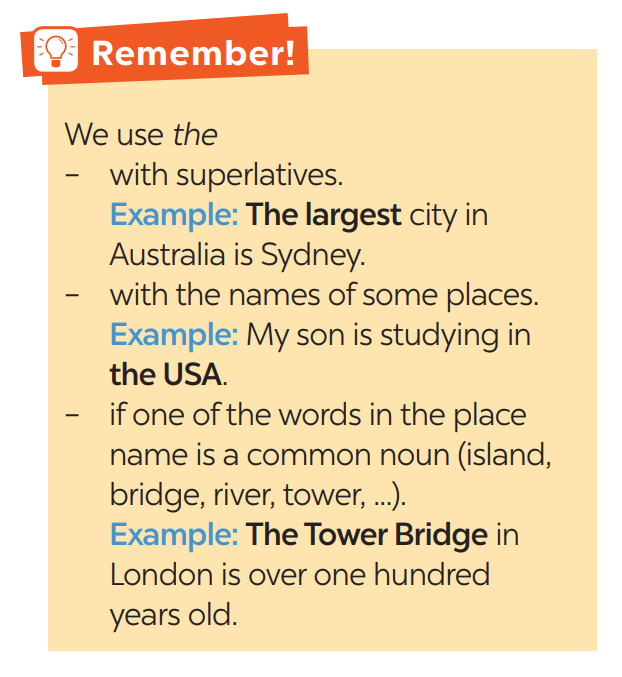 Remember!
We use the
– with superlatives.
Example: The largest city in
Australia is Sydney.
– with the names of some places.
Example: My son is studying in
the USA.
– if one of the words in the place
name is a common noun (island,
bridge, river, tower, ...).
Example: The Tower Bridge in
London is over one hundred
years old.